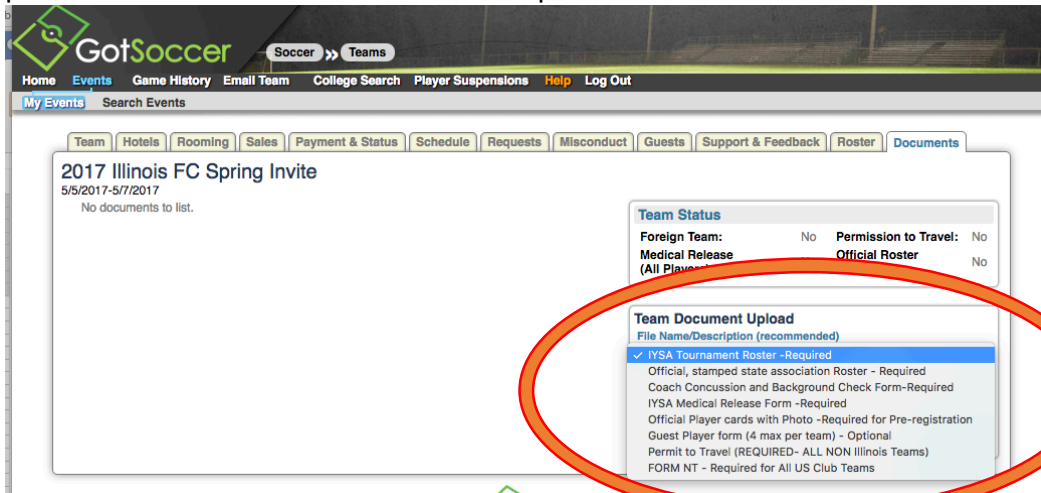 GotSoccer
Soccer » Teams
Home Events Game History Email Team College Search Player Suspensions Help Log Out
My Events Search Events
Team Hotels Rooming Sales Payment & Status Schedule Requests Misconduct Guests Support & Feedback Roster Documents
2017 Illinois FC Spring Invite
5/5/2017-5/7/2017
No documents to list.
Team Status
Foreign Team: No Permission to Travel: No
Medical Release Official Roster
(All No
Team Document Upload
File Name/Description (recommended)
✓ IYSA Tournament Roster -Required
Official, stamped state association Roster - Required
Coach Concussion and Background Check Form-Required
IYSA Medical Release Form -Required
Official Player cards with Photo -Required for Pre-registration
Guest Player form (4 max per team) - Optional
Permit to Travel (REQUIRED- ALL NON Illinois Teams)
FORM NT - Required for All US Club Teams